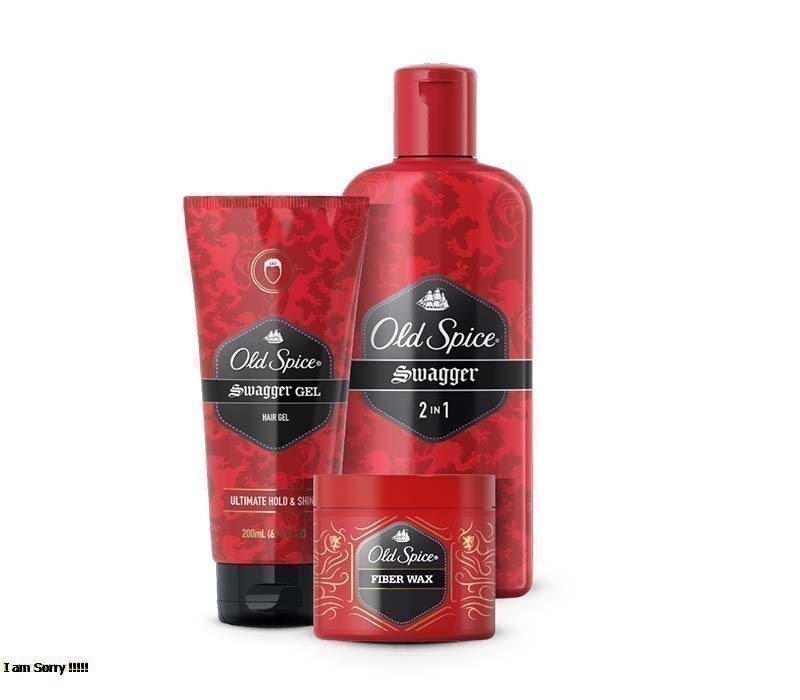 Old Spice®
Swagger
2 IN 1
Old Spice®
Swagger GEL
HAIR GEL
ULTIMATE HOLD & SHIN
200mL
Old Spice®
FIBER WAX
I am Sorry !!!!!